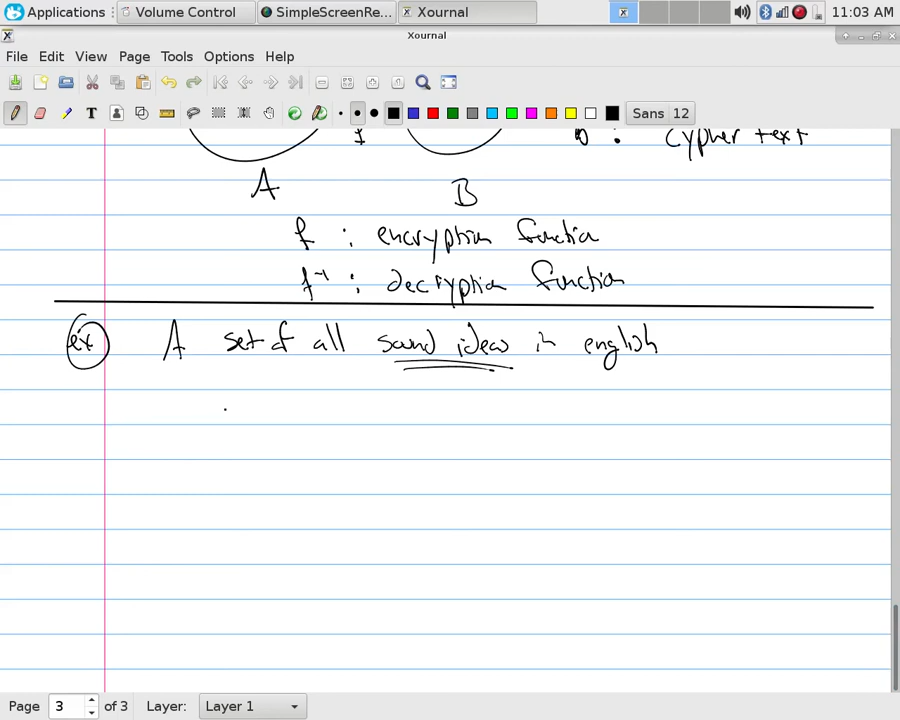 Applications
Volume Control
SimpleScreenRe...
Xournal
11:03 AM
Xournal
File Edit View Page Tools Options Help
T
Sans 12
f
b : cypher text
A
B
f : encryption function
f⁻¹ : decryption function
ex A set of all sound ideas in english
Page 3 of 3 Layer: Layer 1